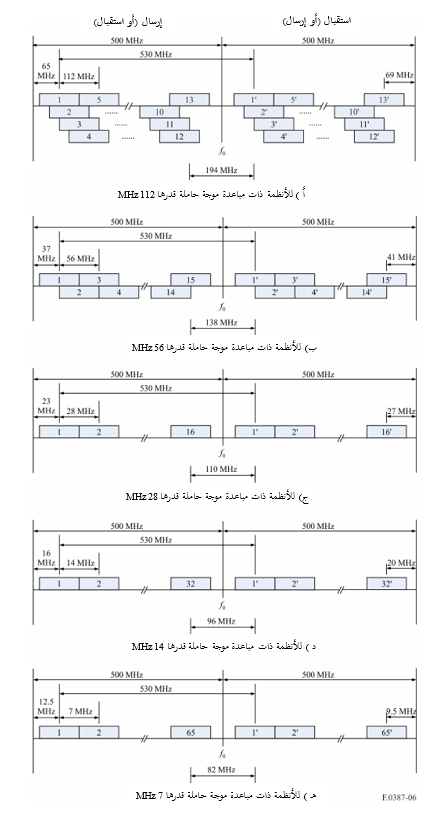 إرسال (أو استقبال) استقبال (أو إرسال)
500 MHz 500 MHz
530 MHz
65 MHz 112 MHz 69 MHz
1 5 13 1' 5' 13'
2 ...... 10 2' ...... 10'
3 ...... 11 3' ...... 11'
4 ...... 12 4' ...... 12'
f0
194 MHz
أ ) للأنظمة ذات مباعدة موجة حاملة قدرها 112 MHz
500 MHz 500 MHz
530 MHz
37 MHz 56 MHz 41 MHz
1 3 15 1' 3' 15'
2 4 14 2' 4' 14'
f0
138 MHz
ب) للأنظمة ذات مباعدة موجة حاملة قدرها 56 MHz
500 MHz 500 MHz
530 MHz
23 MHz 28 MHz 27 MHz
1 2 16 1' 2' 16'
f0
110 MHz
ج) للأنظمة ذات مباعدة موجة حاملة قدرها 28 MHz
500 MHz 500 MHz
530 MHz
16 MHz 14 MHz 20 MHz
1 2 32 1' 2' 32'
f0
96 MHz
د ) للأنظمة ذات مباعدة موجة حاملة قدرها 14 MHz
500 MHz 500 MHz
530 MHz
12.5 MHz 7 MHz 9.5 MHz
1 2 65 1' 2' 65'
f0
82 MHz
هـ ) للأنظمة ذات مباعدة موجة حاملة قدرها 7 MHz
F.0387-06